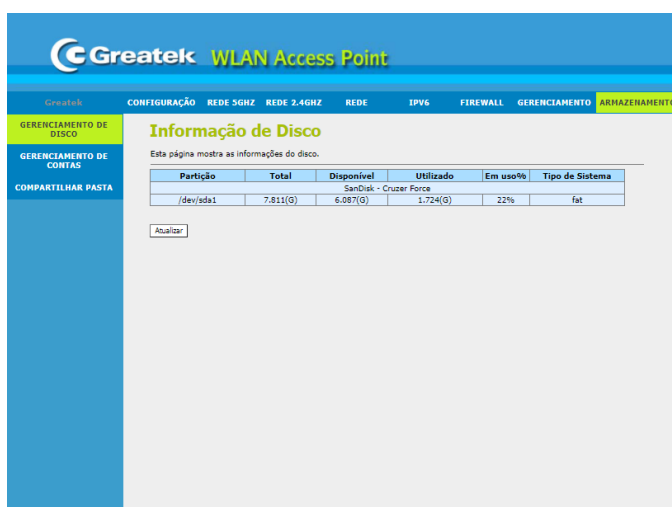 Greatek WLAN Access Point
Greatek CONFIGURAÇÃO REDE 5GHZ REDE 2.4GHZ REDE IPV6 FIREWALL GERENCIAMENTO ARMAZENAMENTO
GERENCIAMENTO DE
DISCO
GERENCIAMENTO DE
CONTAS
COMPARTILHAR PASTA
Informação de Disco
Esta página mostra as informações do disco.
Partição Total Disponível Utilizado Em uso% Tipo de Sistema
SanDisk - Cruzer Force
/dev/sda1 7.811(G) 6.087(G) 1.724(G) 22% fat
Atualizar